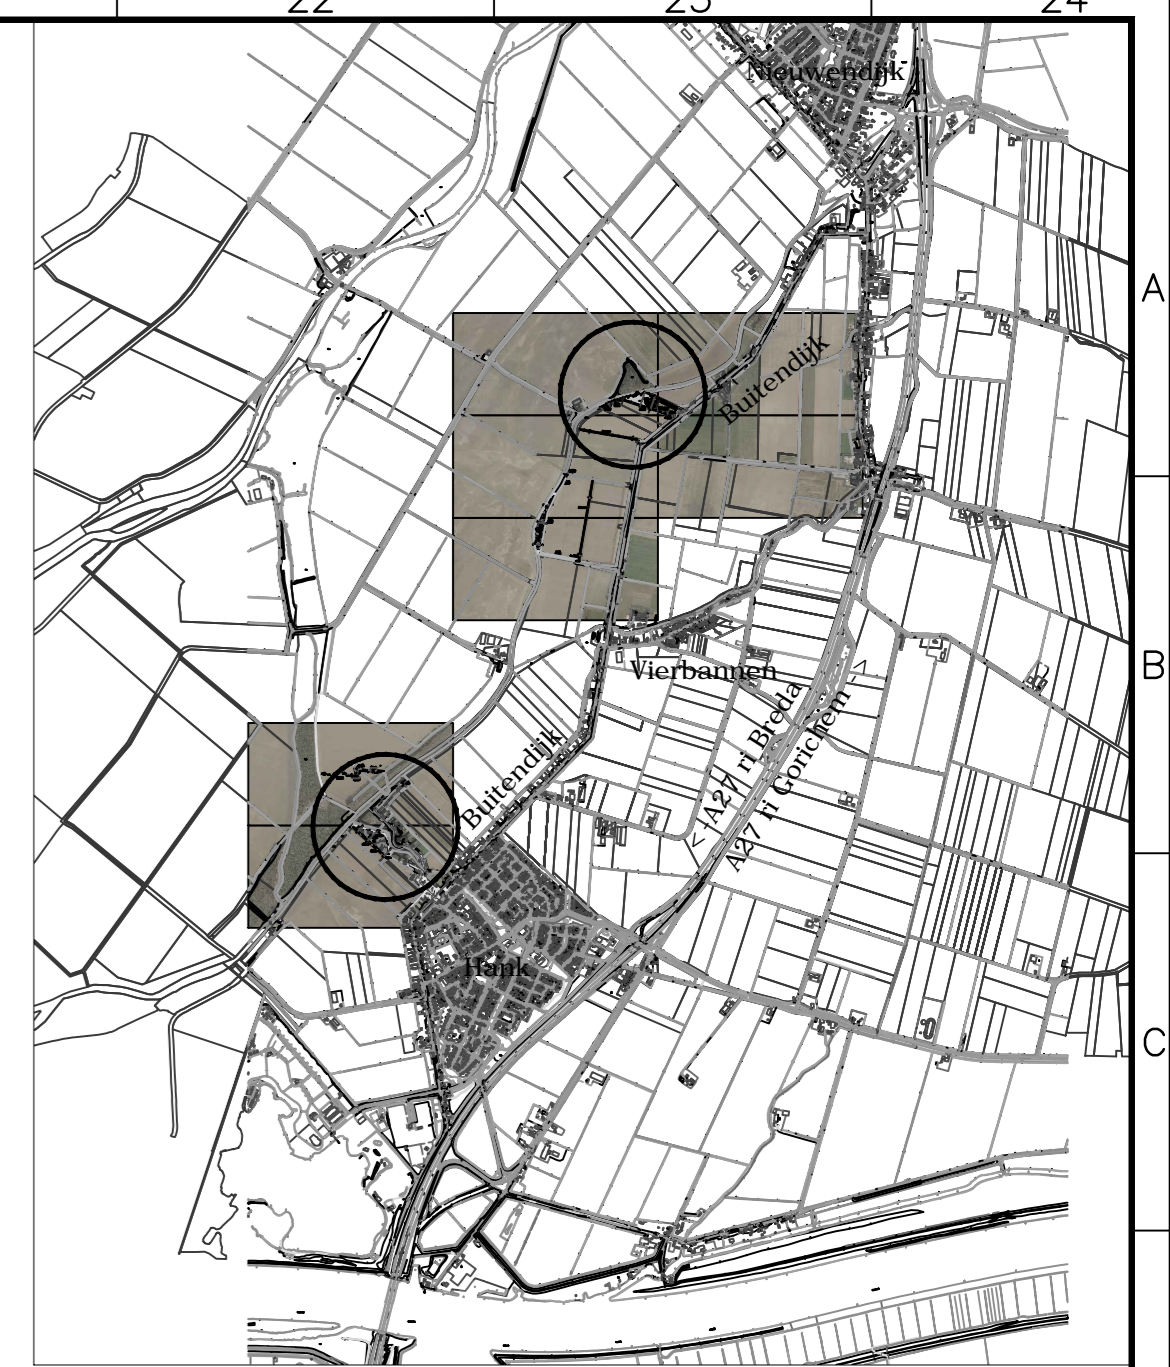 22
23
24
Nieuwendijk
A
Buitendijk
B
Vierbannen
Buitendijk
< A27 ri Breda
A27 ri Gorichem >
Hank
C